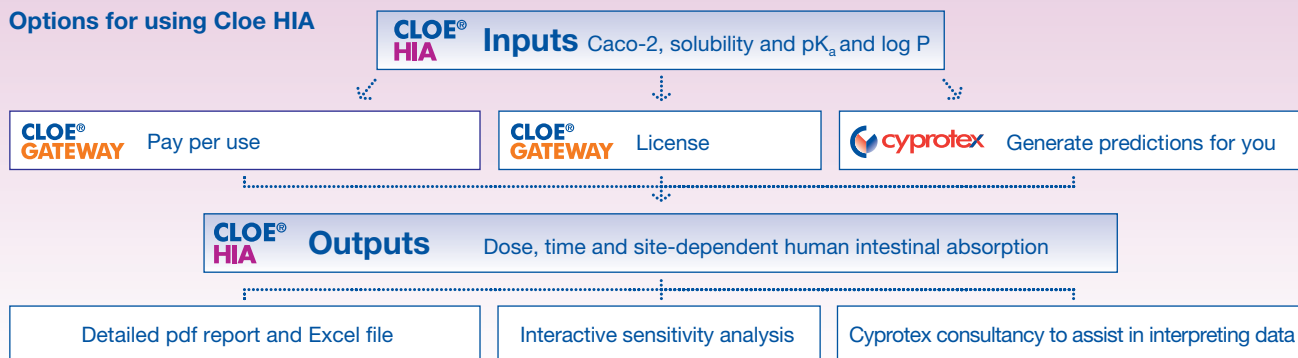 Options for using Cloe HIA
CLOE® HIA Inputs Caco-2, solubility and pKa and log P
CLOE® GATEWAY Pay per use
CLOE® GATEWAY License
cyprotex Generate predictions for you
CLOE® HIA Outputs Dose, time and site-dependent human intestinal absorption
Detailed pdf report and Excel file
Interactive sensitivity analysis
Cyprotex consultancy to assist in interpreting data